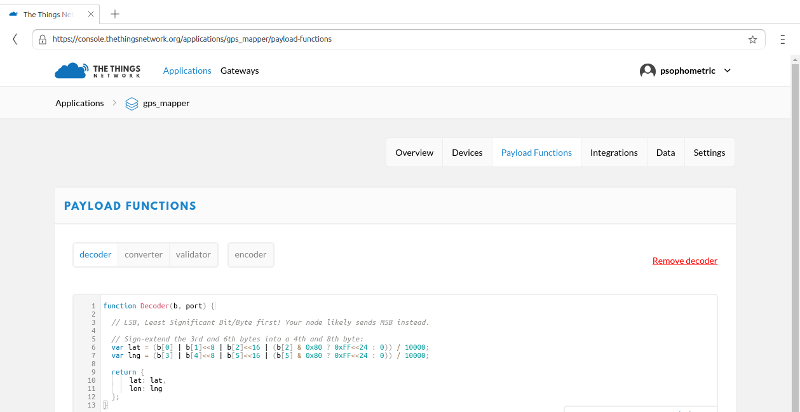 The Things Net
https://console.thethingsnetwork.org/applications/gps_mapper/payload-functions
THE THINGS
NETWORK
Applications
Gateways
psophometric
Applications
gps_mapper
Overview
Devices
Payload Functions
Integrations
Data
Settings
PAYLOAD FUNCTIONS
decoder
converter
validator
encoder
Remove decoder
1 function Decoder(b, port) {
2
3 // LSB, Least Significant Bit/Byte first! Your node likely sends MSB instead.
4
5 // Sign-extend the 3rd and 6th bytes into a 4th and 8th byte:
6 var lat = (b[0] | b[1]<<8 | b[2]<<16 | (b[2] & 0x80 ? 0xFF<<24 : 0)) / 10000;
7 var lng = (b[3] | b[4]<<8 | b[5]<<16 | (b[5] & 0x80 ? 0xFF<<24 : 0)) / 10000;
8
9 return {
10 lat: lat,
11 lon: lng
12 };
13 }